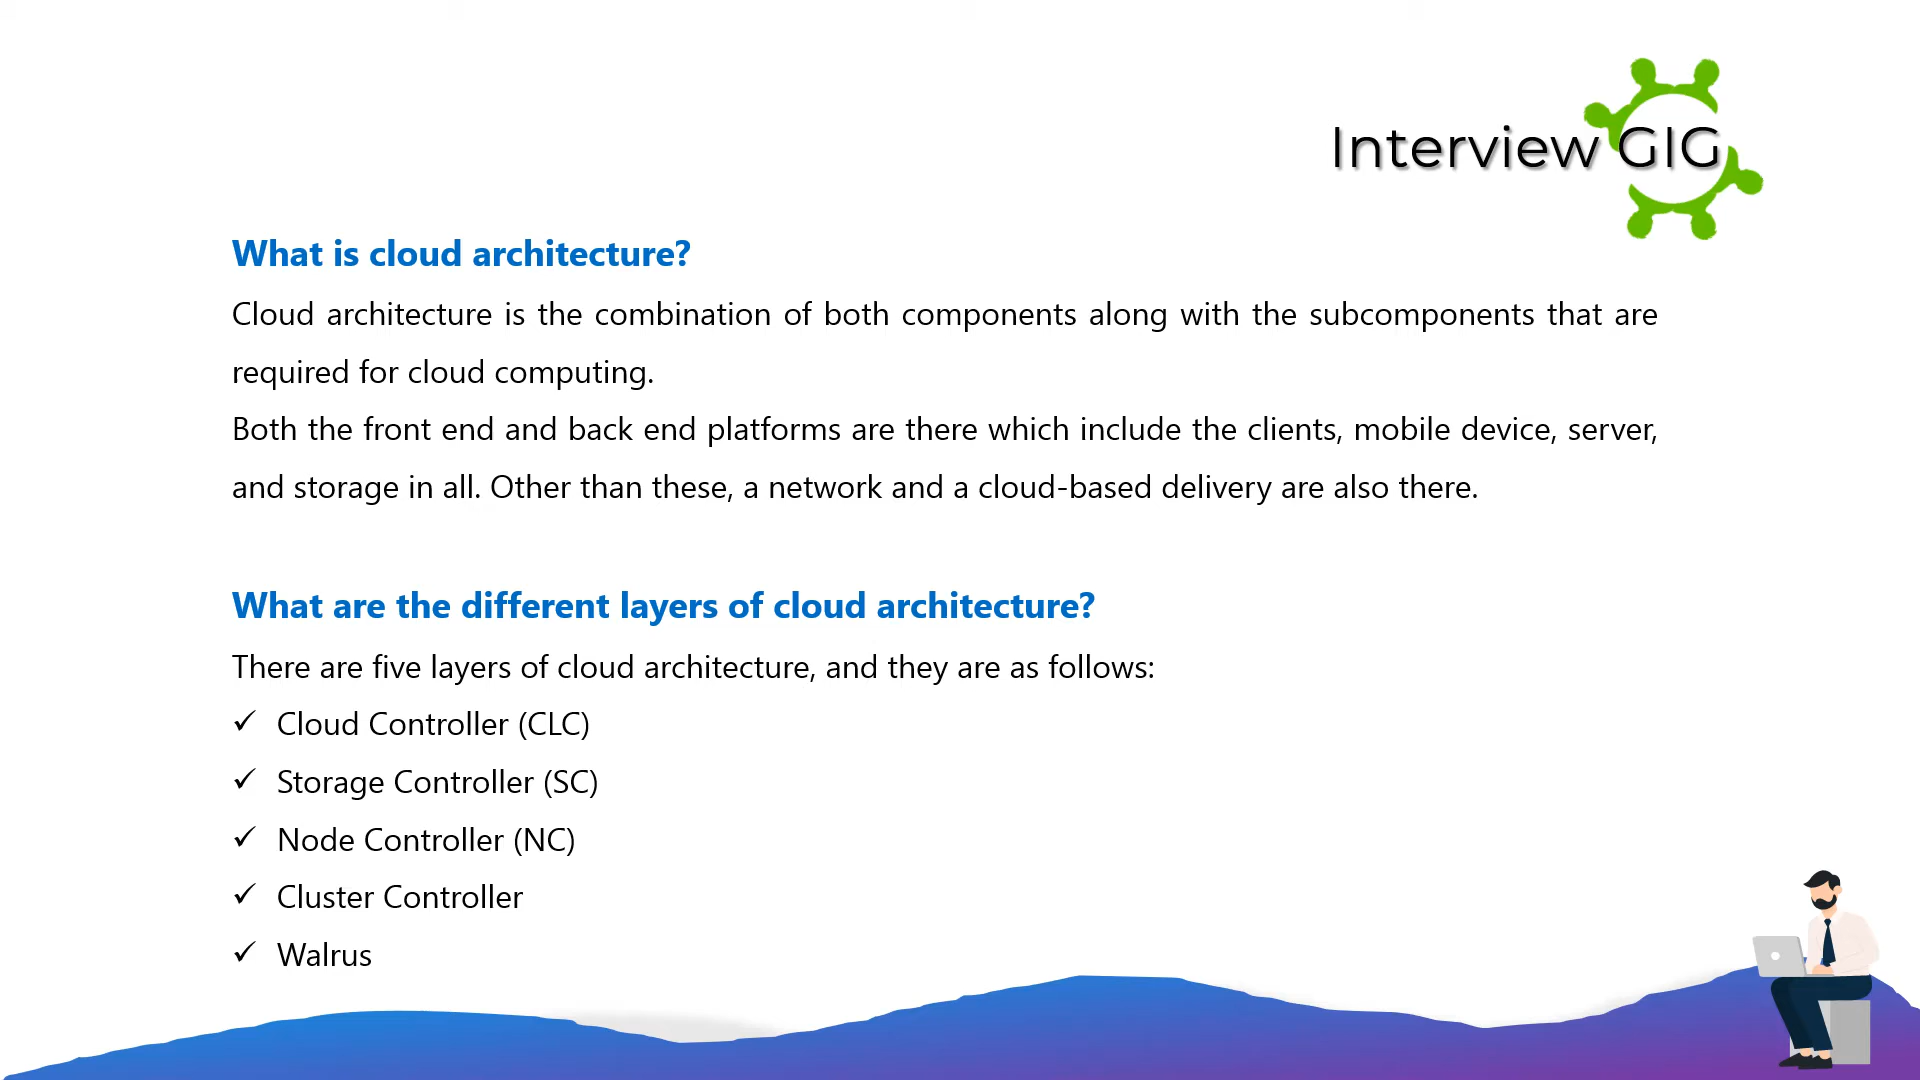 Interview GIG
What is cloud architecture?
Cloud architecture is the combination of both components along with the subcomponents that are
required for cloud computing.
Both the front end and back end platforms are there which include the clients, mobile device, server,
and storage in all. Other than these, a network and a cloud-based delivery are also there.
What are the different layers of cloud architecture?
There are five layers of cloud architecture, and they are as follows:
✓ Cloud Controller (CLC)
✓ Storage Controller (SC)
✓ Node Controller (NC)
✓ Cluster Controller
✓ Walrus